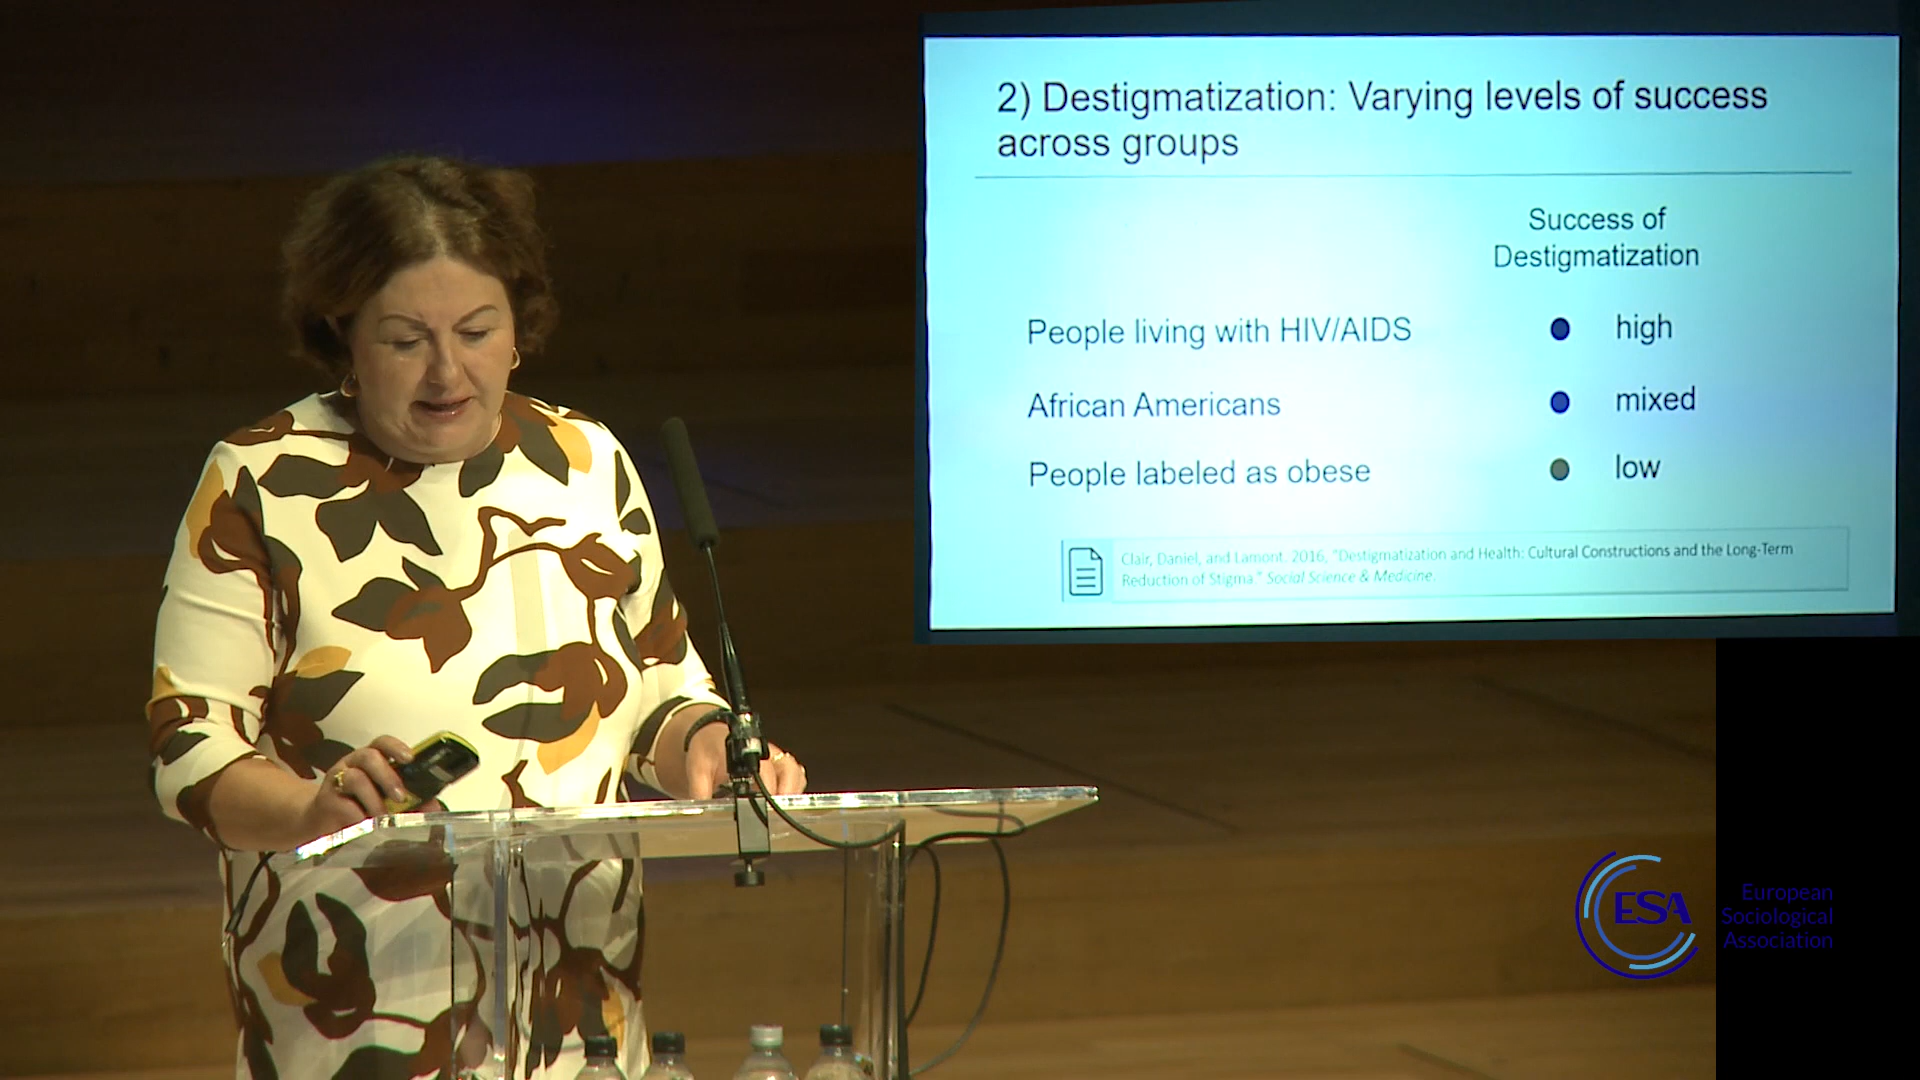 2) Destigmatization: Varying levels of success
across groups
Success of
Destigmatization
People living with HIV/AIDS
high
African Americans
mixed
People labeled as obese
low
Clair, Daniel, and Lamont. 2016, "Destigmatization and Health: Cultural Constructions and the Long-Term
Reduction of Stigma." Social Science & Medicine.
ESA
European
Sociological
Association